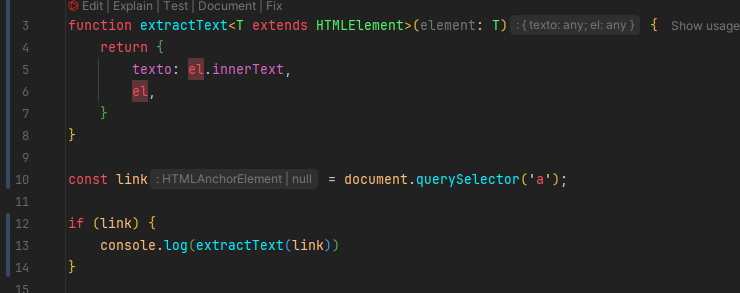 Edit | Explain | Test | Document | Fix
3 function extractText<T extends HTMLElement>(element: T) : { texto: any; el: any } { Show usage
4     return {
5         texto: el.innerText,
6         el,
7     }
8 }
9
10 const link : HTMLAnchorElement | null = document.querySelector('a');
11
12 if (link) {
13     console.log(extractText(link))
14 }
15